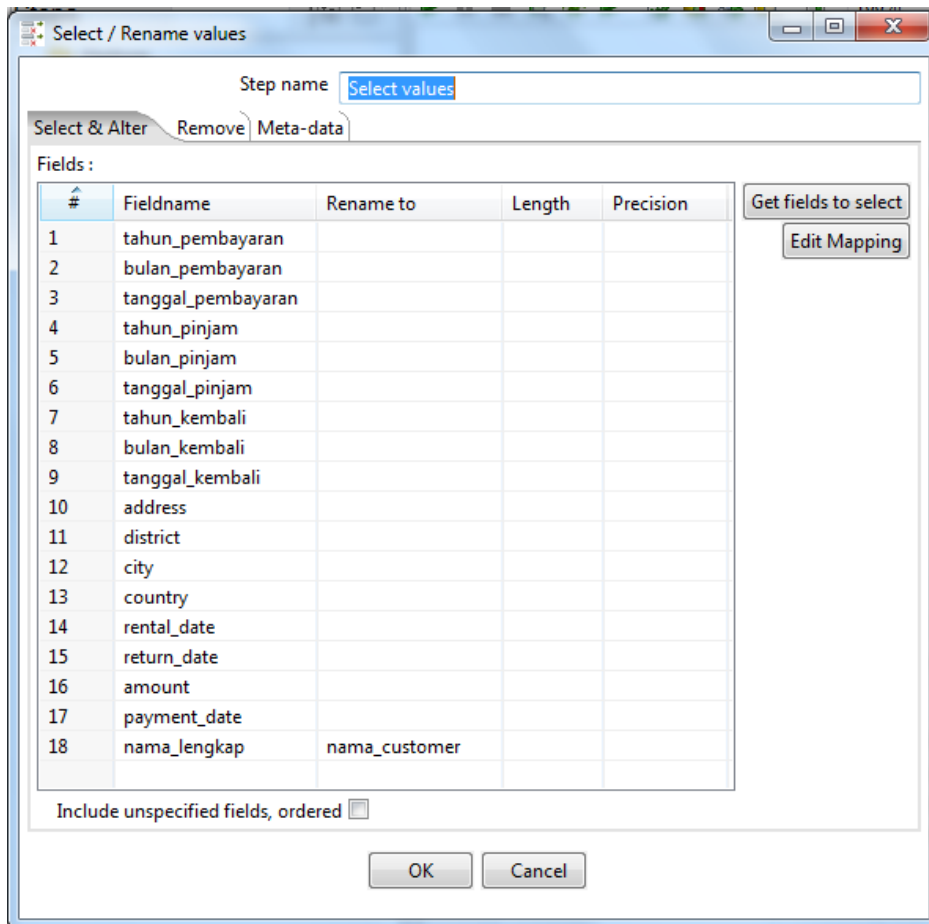 Select / Rename values
Step name Select values
Select & Alter Remove Meta-data
Fields :
# Fieldname Rename to Length Precision Get fields to select
1 tahun_pembayaran Edit Mapping
2 bulan_pembayaran
3 tanggal_pembayaran
4 tahun_pinjam
5 bulan_pinjam
6 tanggal_pinjam
7 tahun_kembali
8 bulan_kembali
9 tanggal_kembali
10 address
11 district
12 city
13 country
14 rental_date
15 return_date
16 amount
17 payment_date
18 nama_lengkap nama_customer
Include unspecified fields, ordered
OK Cancel